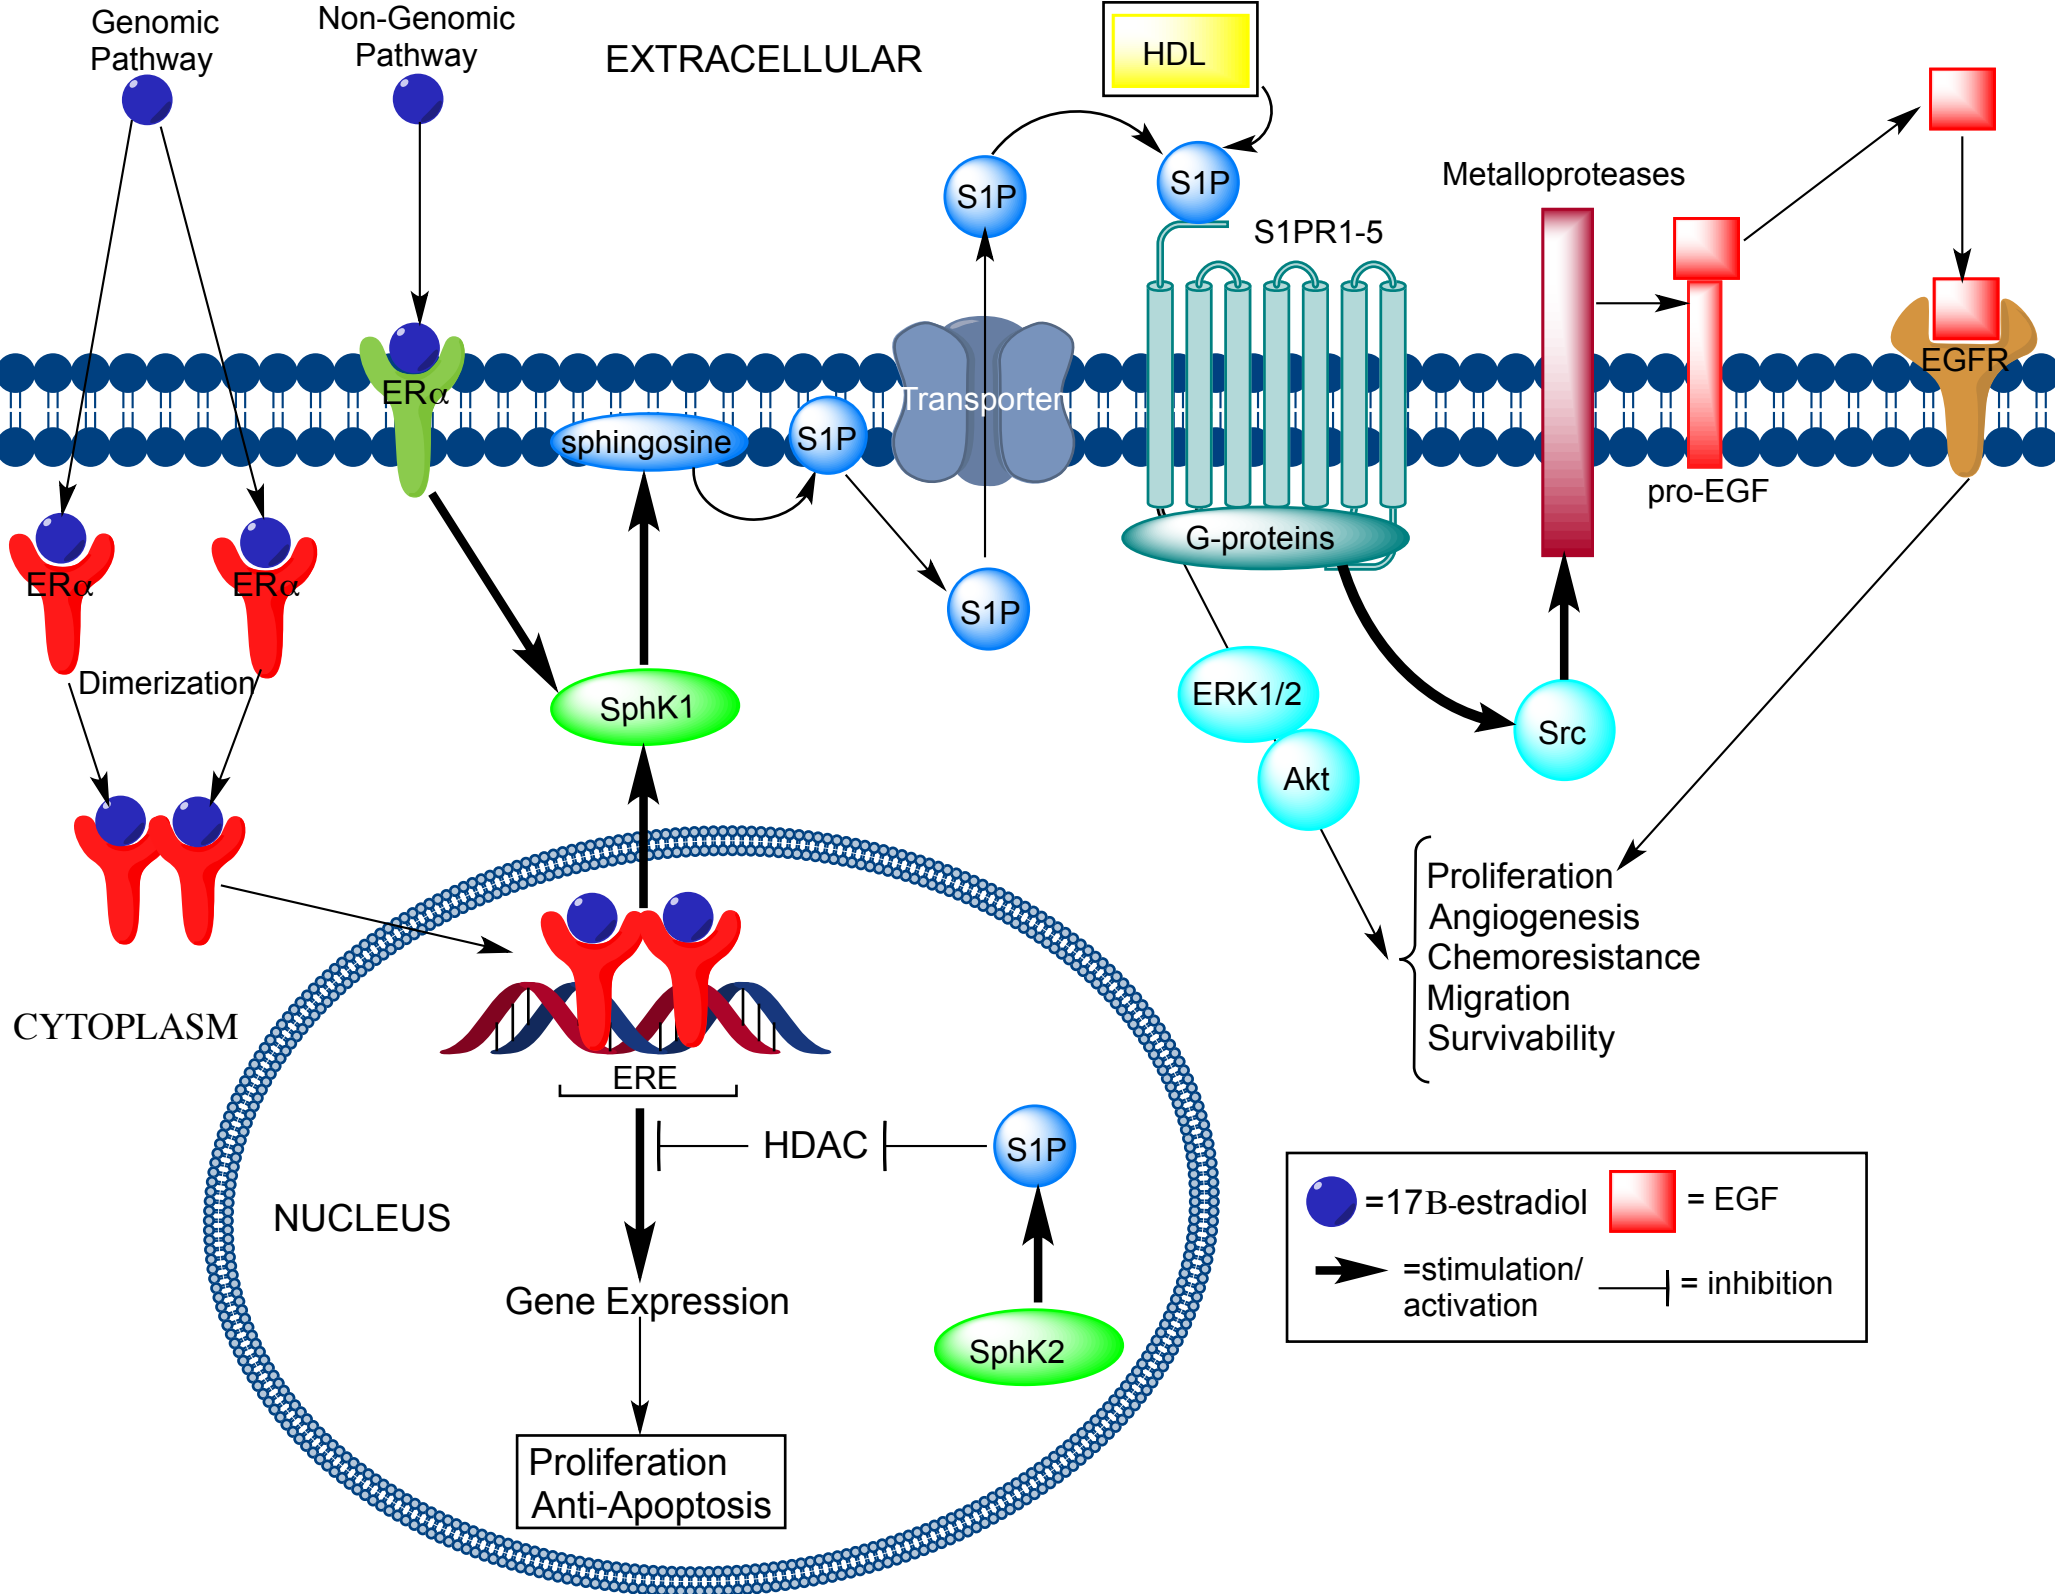 Genomic
Pathway
Non-Genomic
Pathway
EXTRACELLULAR
HDL
S1P
S1P
S1PR1-5
Metalloproteases
EGFR
ERα
Transporter
sphingosine
S1P
pro-EGF
G-proteins
ERα
ERα
S1P
Dimerization
SphK1
ERK1/2
Src
Akt
Proliferation
Angiogenesis
Chemoresistance
Migration
Survivability
CYTOPLASM
ERE
HDAC
S1P
NUCLEUS
Gene Expression
SphK2
Proliferation
Anti-Apoptosis
=17B-estradiol
= EGF
=stimulation/
activation
= inhibition